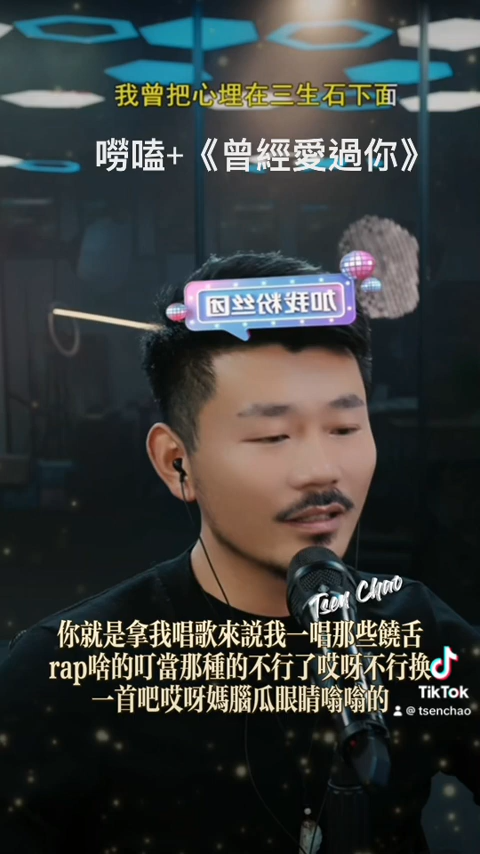 我曾把心埋在三生石下面
嘮嗑+《曾經愛過你》
加我粉丝团
Tsen Chao
你就是拿我唱歌來説我一唱那些饒舌
rap啥的叮當那種的不行了哎呀不行換
一首吧哎呀媽腦瓜眼睛嗡嗡的
TikTok
@ tsenchao